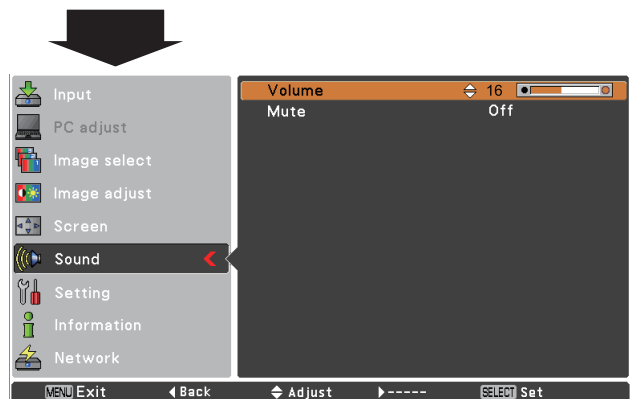 Input
PC adjust
Image select
Image adjust
Screen
Sound
Setting
Information
Network
Volume 16
Mute Off
MENU Exit Back Adjust ----- SELECT Set